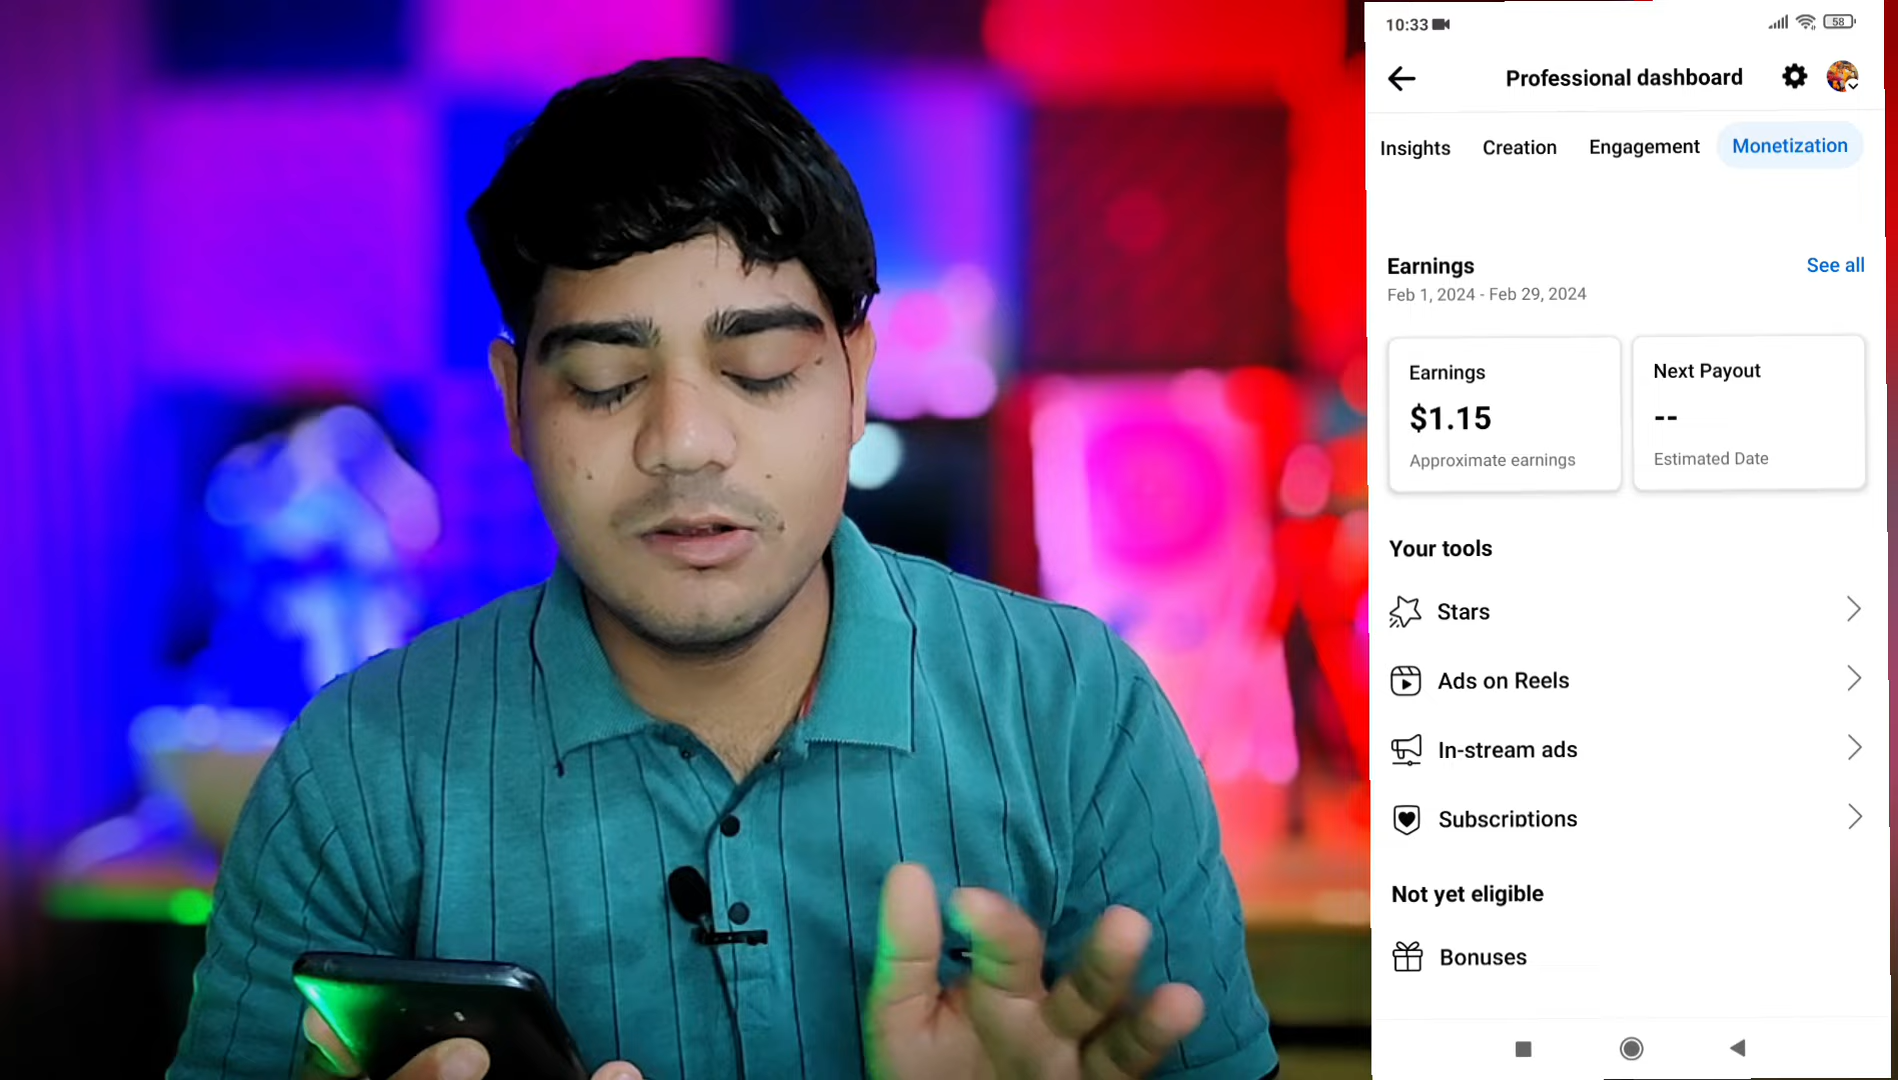 10:33
58
Professional dashboard
Insights Creation Engagement Monetization
Earnings
See all
Feb 1, 2024 - Feb 29, 2024
Earnings
$1.15
Approximate earnings
Next Payout
--
Estimated Date
Your tools
Stars
Ads on Reels
In-stream ads
Subscriptions
Not yet eligible
Bonuses